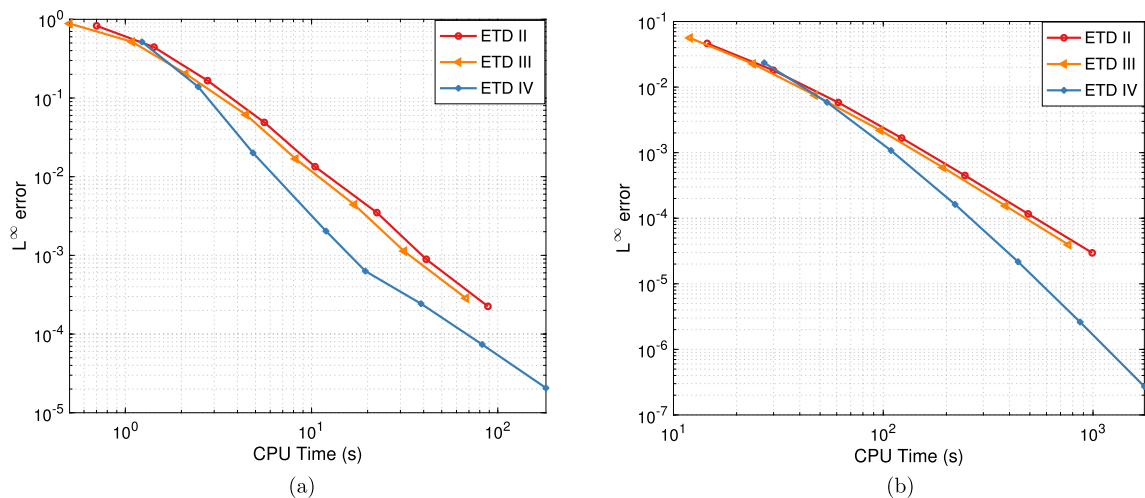 10^0
10^-1
10^-2
10^-3
10^-4
10^-5
L^∞ error
10^0
10^1
10^2
CPU Time (s)
ETD II
ETD III
ETD IV
(a)
10^-1
10^-2
10^-3
10^-4
10^-5
10^-6
10^-7
L^∞ error
10^1
10^2
10^3
CPU Time (s)
ETD II
ETD III
ETD IV
(b)